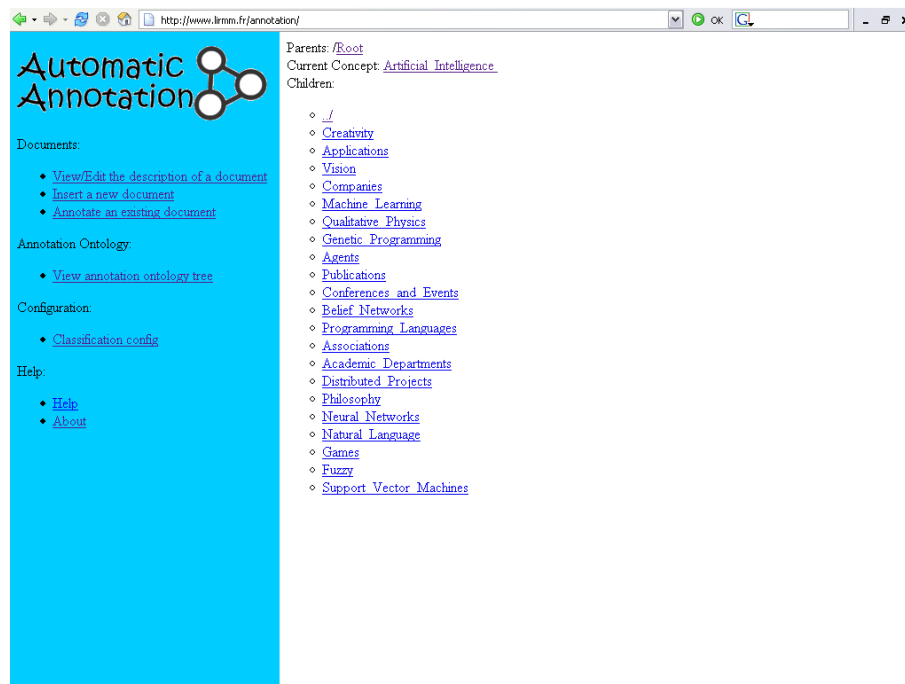 http://www.lirmm.fr/annotation/
OK
G
Automatic
Annotation
Documents:
View/Edit the description of a document
Insert a new document
Annotate an existing document
Annotation Ontology:
View annotation ontology tree
Configuration:
Classification config
Help:
Help
About
Parents: /Root
Current Concept: Artificial_Intelligence_
Children:
../
Creativity
Applications
Vision
Companies
Machine_Learning
Qualitative_Physics
Genetic_Programming
Agents
Publications
Conferences_and_Events
Belief_Networks
Programming_Languages
Associations
Academic_Departments
Distributed_Projects
Philosophy
Neural_Networks
Natural_Language
Games
Fuzzy
Support_Vector_Machines